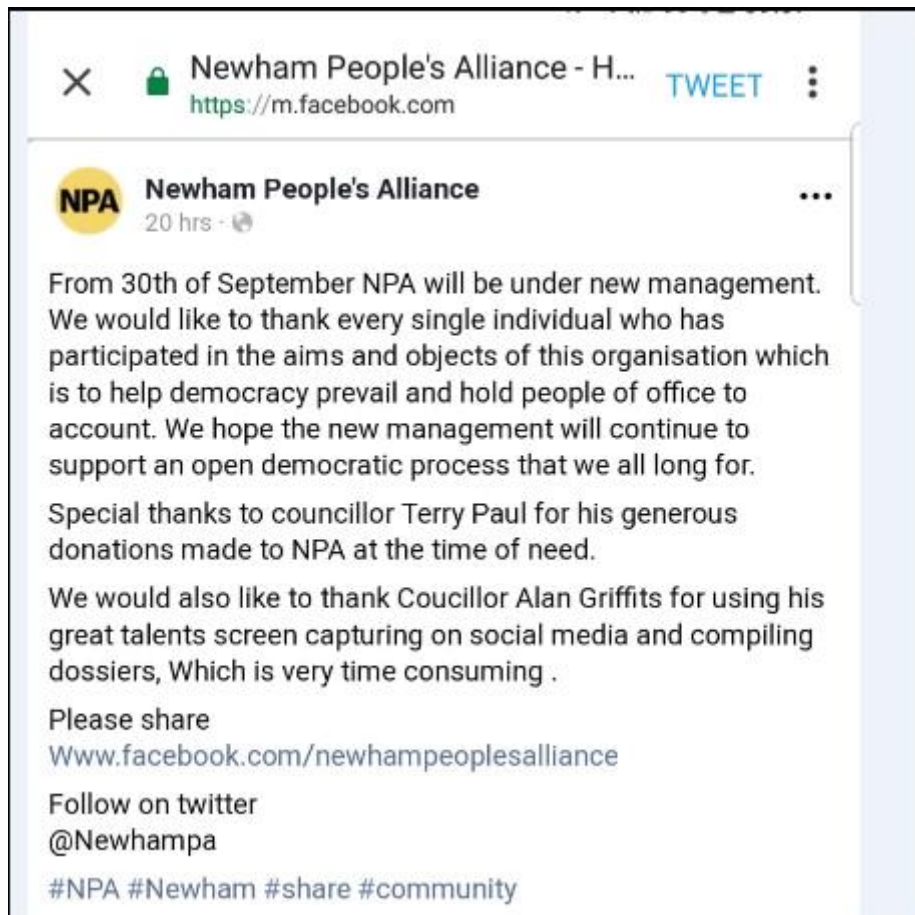 Newham People's Alliance - H...
https://m.facebook.com
TWEET
NPA
Newham People's Alliance
20 hrs ·
From 30th of September NPA will be under new management.
We would like to thank every single individual who has
participated in the aims and objects of this organisation which
is to help democracy prevail and hold people of office to
account. We hope the new management will continue to
support an open democratic process that we all long for.
Special thanks to councillor Terry Paul for his generous
donations made to NPA at the time of need.
We would also like to thank Coucillor Alan Griffits for using his
great talents screen capturing on social media and compiling
dossiers, Which is very time consuming .
Please share
Www.facebook.com/newhampeoplesalliance
Follow on twitter
@Newhampa
#NPA #Newham #share #community